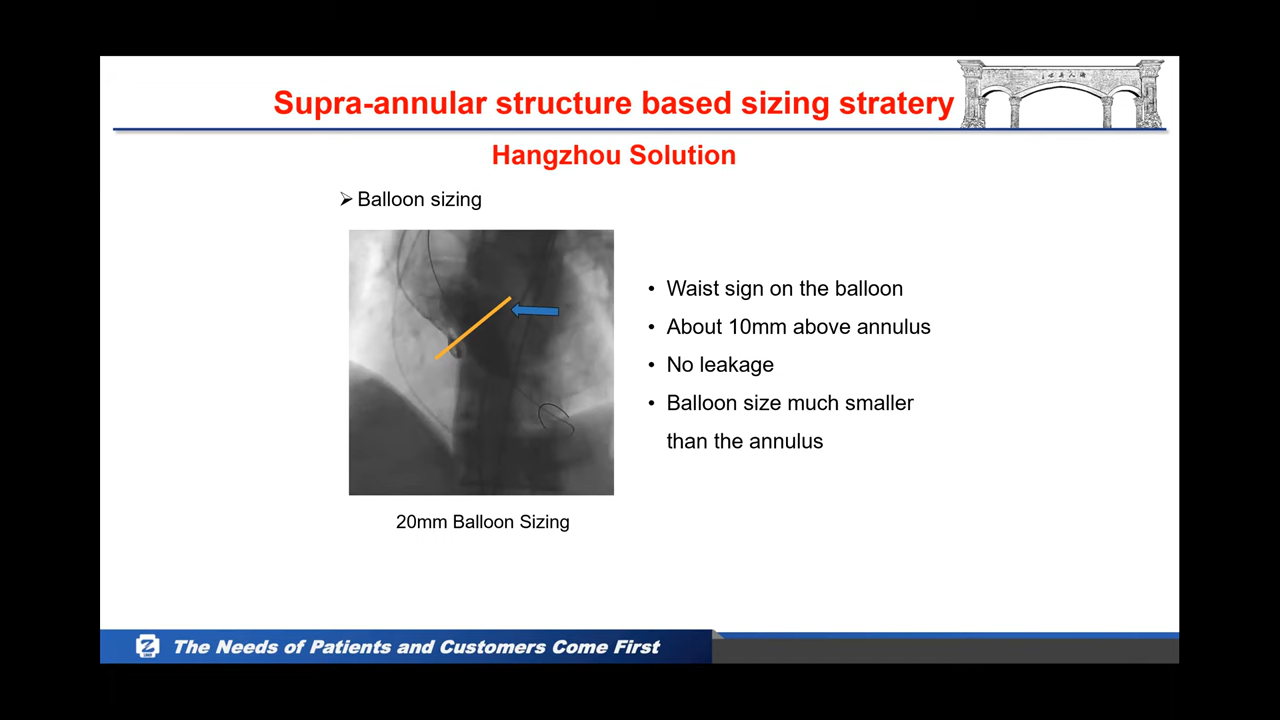 Supra-annular structure based sizing stratery
Hangzhou Solution
Balloon sizing
• Waist sign on the balloon
• About 10mm above annulus
• No leakage
• Balloon size much smaller
than the annulus
20mm Balloon Sizing
Z
The Needs of Patients and Customers Come First